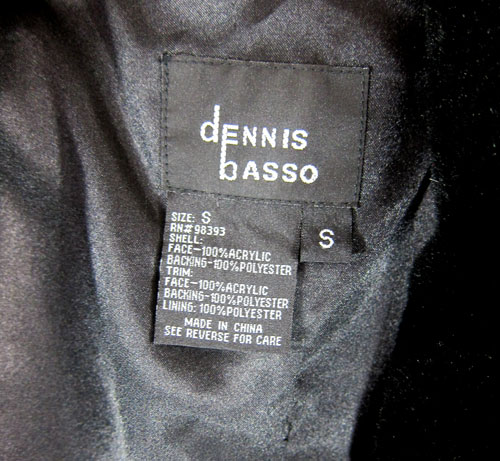 dENNIS
bASSO
S
SIZE: S
RN# 98393
SHELL:
FACE-100%ACRYLIC
BACKING-100%POLYESTER
TRIM:
FACE-100%ACRYLIC
BACKING-100%POLYESTER
LINING: 100%POLYESTER
MADE IN CHINA
SEE REVERSE FOR CARE